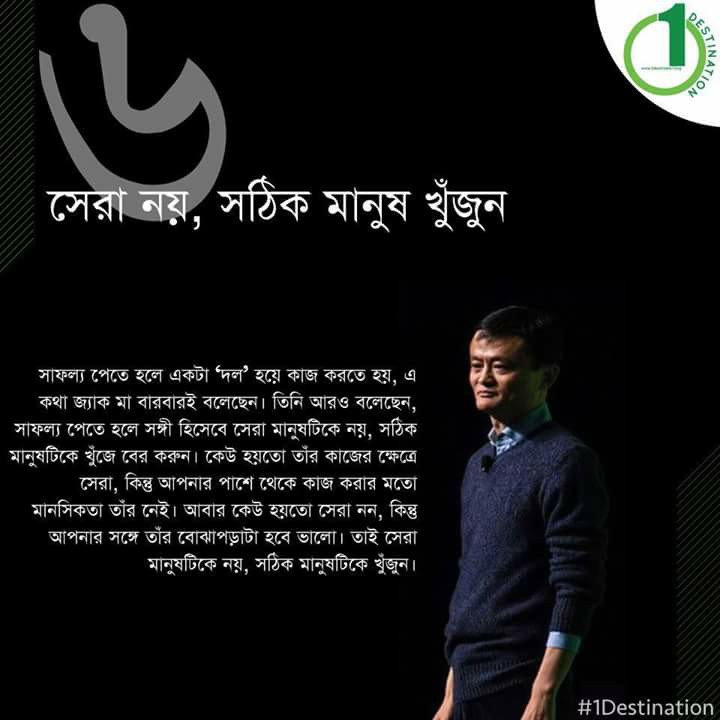 1
DESTINATION
৬
সেরা নয়, সঠিক মানুষ খুঁজুন
সাফল্য পেতে হলে একটা ‘দল’ হয়ে কাজ করতে হয়, এ
কথা জ্যাক মা বারবারই বলেছেন। তিনি আরও বলেছেন,
সাফল্য পেতে হলে সঙ্গী হিসেবে সেরা মানুষটিকে নয়, সঠিক
মানুষটিকে খুঁজে বের করুন। কেউ হয়তো তাঁর কাজের ক্ষেত্রে
সেরা, কিন্তু আপনার পাশে থেকে কাজ করার মতো
মানসিকতা তাঁর নেই। আবার কেউ হয়তো সেরা নন, কিন্তু
আপনার সঙ্গে তাঁর বোঝাপড়াটা হবে ভালো। তাই সেরা
মানুষটিকে নয়, সঠিক মানুষটিকে খুঁজুন।
#1Destination